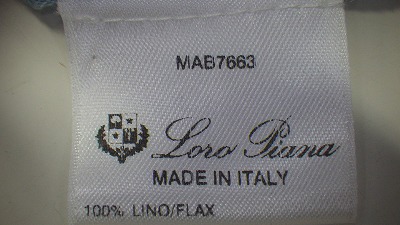 MAB7663
Loro Piana
MADE IN ITALY
100% LINO/FLAX